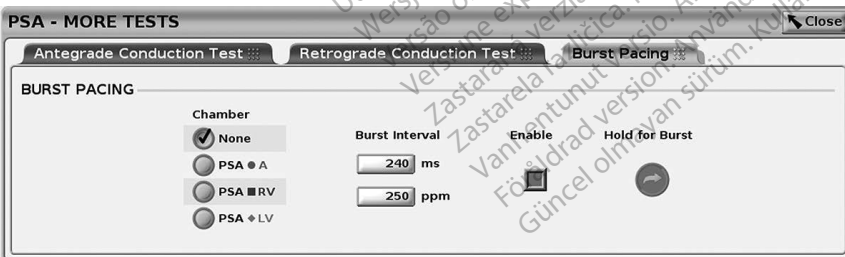 PSA - MORE TESTS
Close
Antegrade Conduction Test
Retrograde Conduction Test
Burst Pacing
BURST PACING
Chamber
None
PSA A
PSA RV
PSA LV
Burst Interval
240 ms
250 ppm
Enable
Hold for Burst
Zastarela različica.
Vanhentunut versio.
Föråldrad version. Använd
Güncel olmayan sürüm. Kulla